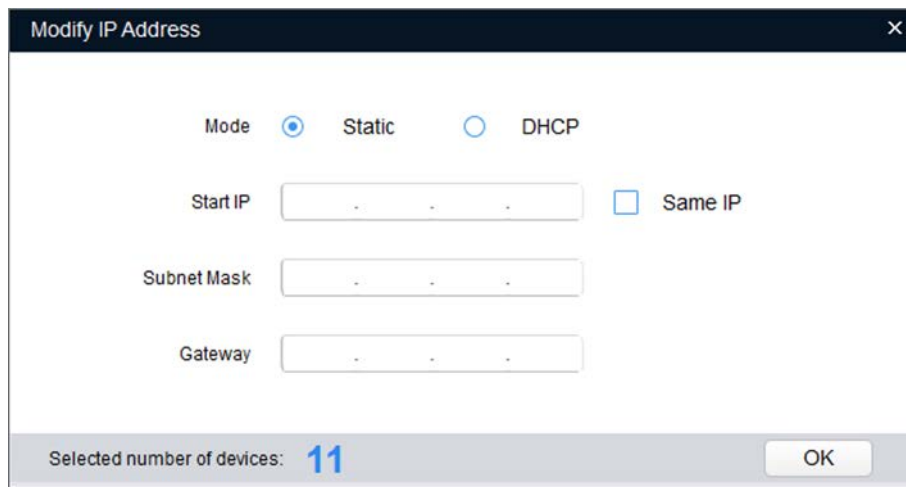 Modify IP Address
Mode Static DHCP
Start IP . . . Same IP
Subnet Mask . . .
Gateway . . .
Selected number of devices: 11 OK